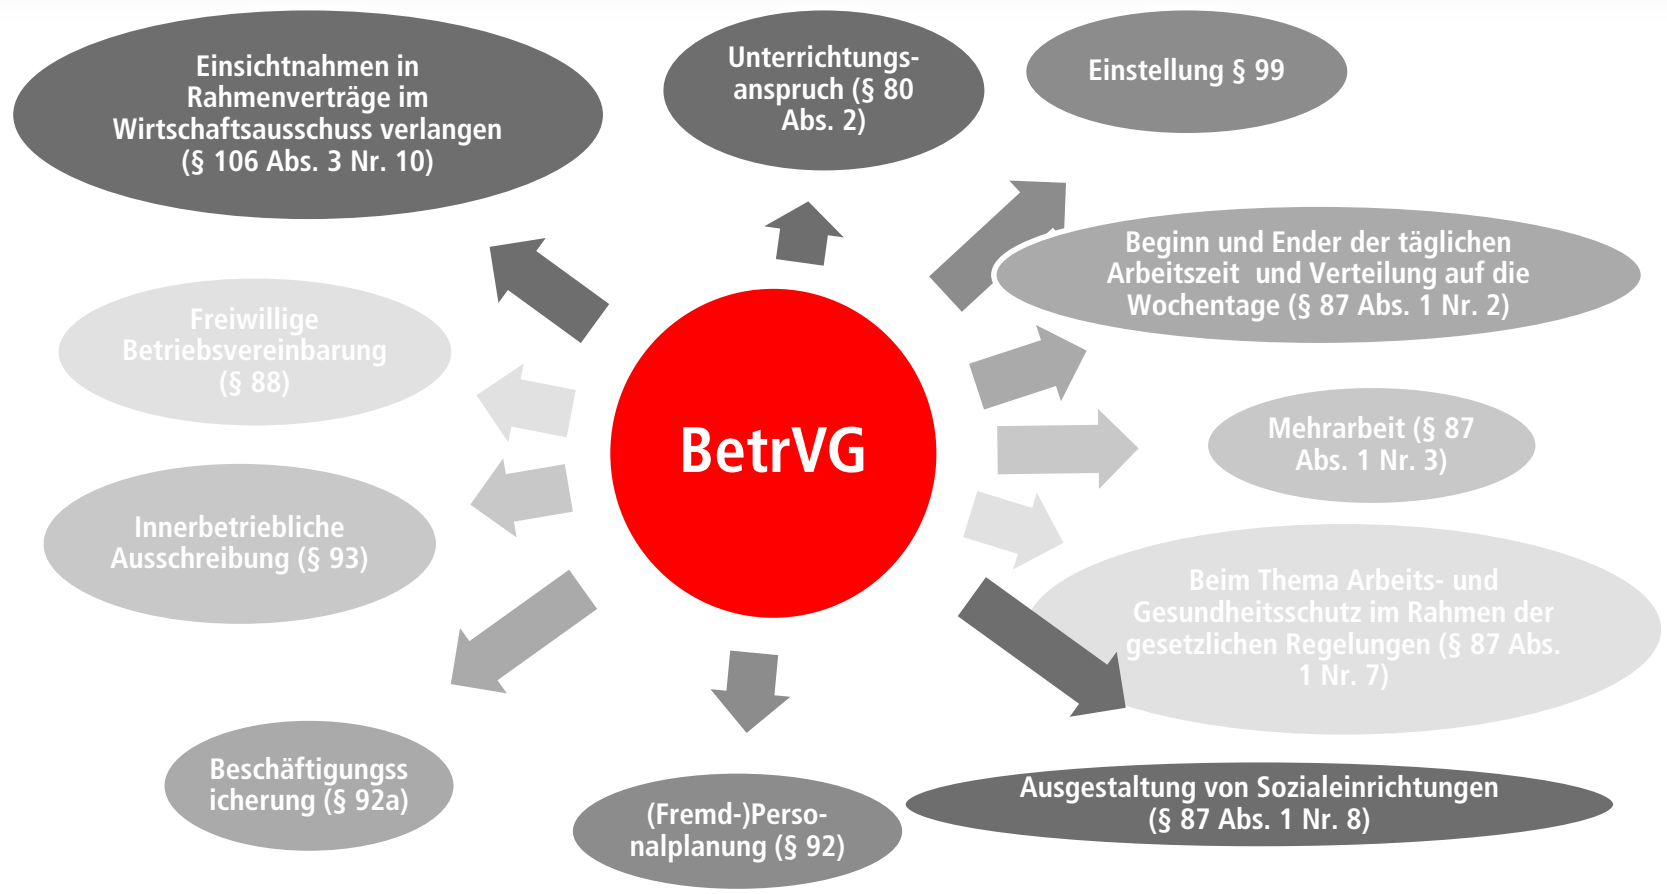 Einsichtnahmen in
Rahmenverträge im
Wirtschaftsausschuss verlangen
(§ 106 Abs. 3 Nr. 10)
Unterrichtungs-
anspruch (§ 80
Abs. 2)
Einstellung § 99
Beginn und Ender der täglichen
Arbeitszeit und Verteilung auf die
Wochentage (§ 87 Abs. 1 Nr. 2)
Freiwillige
Betriebsvereinbarung
(§ 88)
BetrVG
Mehrarbeit (§ 87
Abs. 1 Nr. 3)
Innerbetriebliche
Ausschreibung (§ 93)
Beim Thema Arbeits- und
Gesundheitsschutz im Rahmen der
gesetzlichen Regelungen (§ 87 Abs.
1 Nr. 7)
Beschäftigungss
icherung (§ 92a)
(Fremd-)Perso-
nalplanung (§ 92)
Ausgestaltung von Sozialeinrichtungen
(§ 87 Abs. 1 Nr. 8)